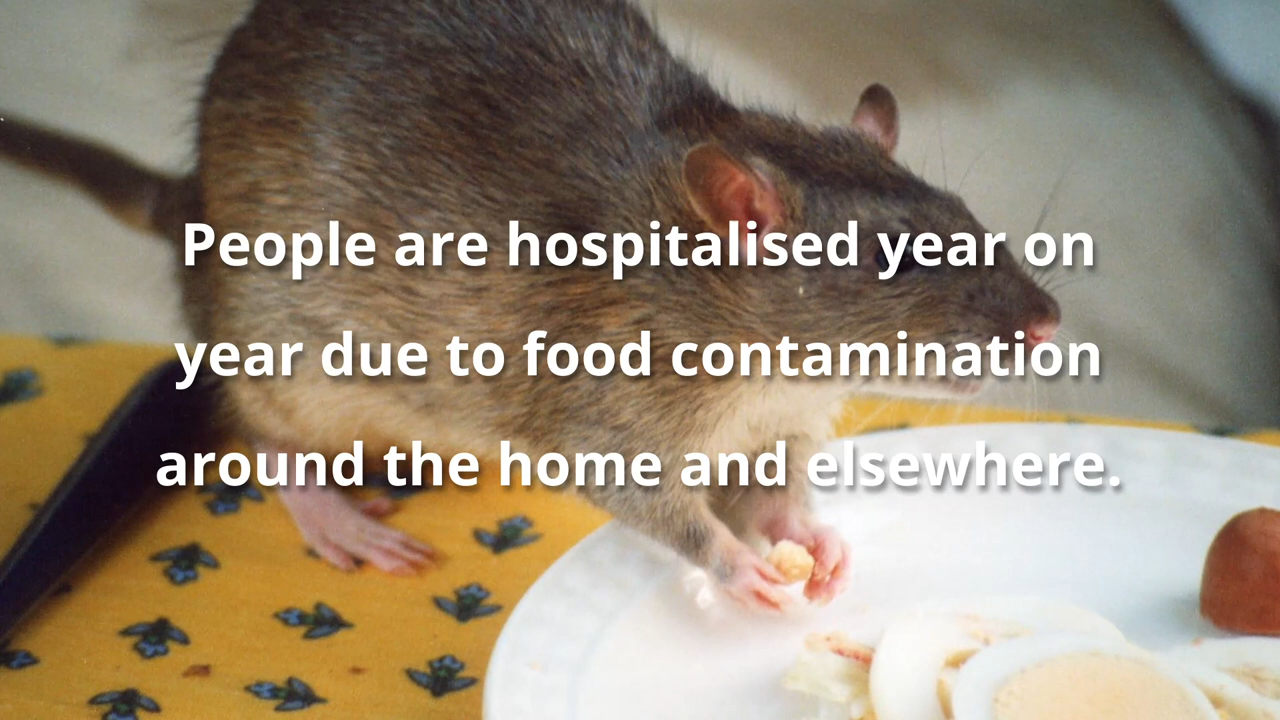 People are hospitalised year on
year due to food contamination
around the home and elsewhere.